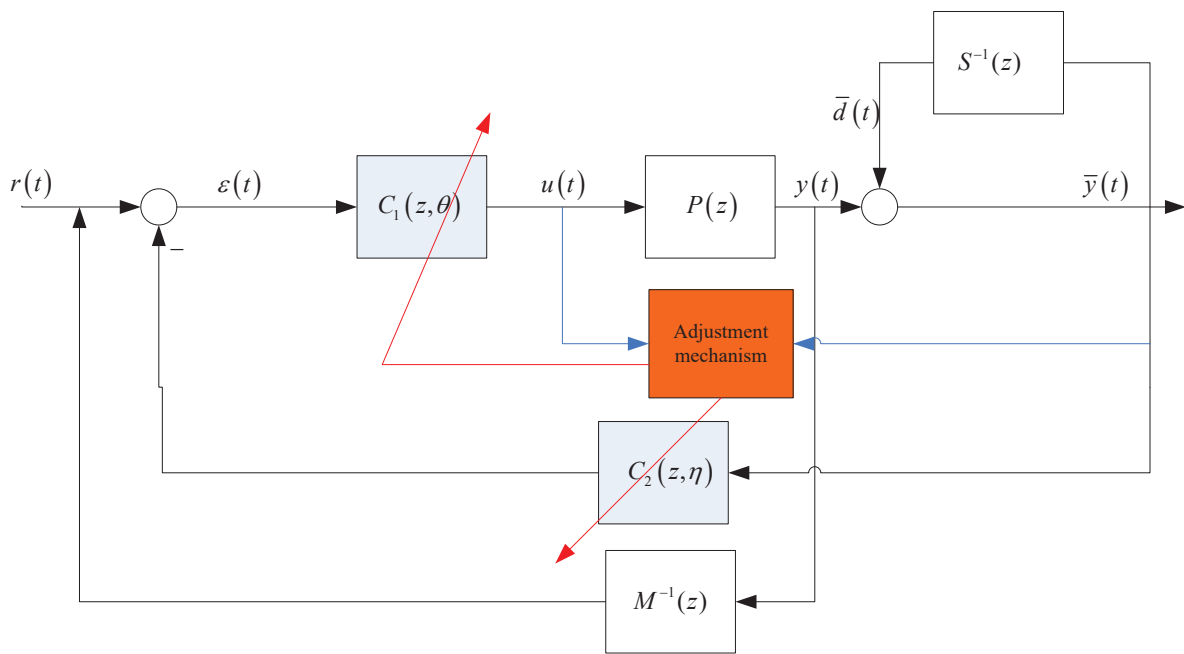 S⁻¹(z)
d̅(t)
r(t)
ε(t)
C₁(z,θ)
u(t)
P(z)
y(t)
y̅(t)
−
Adjustment
mechanism
C₂(z,η)
M⁻¹(z)